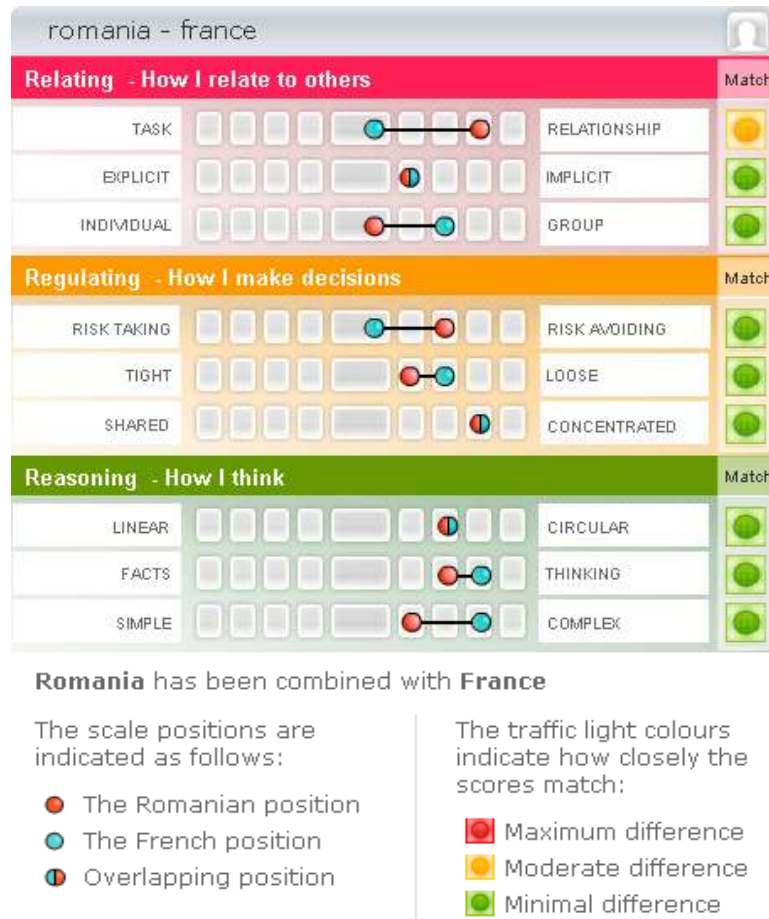 romania - france
Relating - How I relate to others Match
TASK RELATIONSHIP
EXPLICIT IMPLICIT
INDIVIDUAL GROUP
Regulating - How I make decisions Match
RISK TAKING RISK AVOIDING
TIGHT LOOSE
SHARED CONCENTRATED
Reasoning - How I think Match
LINEAR CIRCULAR
FACTS THINKING
SIMPLE COMPLEX
Romania has been combined with France
The scale positions are
indicated as follows:
The Romanian position
The French position
Overlapping position
The traffic light colours
indicate how closely the
scores match:
Maximum difference
Moderate difference
Minimal difference